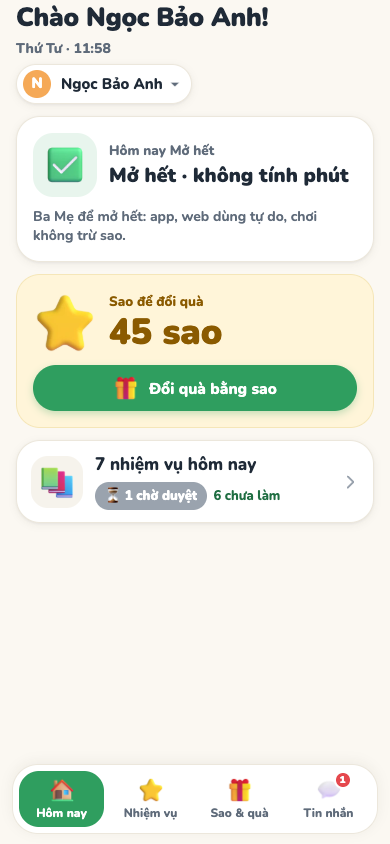 Chào Ngọc Bảo Anh!
Thứ Tư · 11:58
N Ngọc Bảo Anh
Hôm nay Mở hết
Mở hết · không tính phút
Ba Mẹ để mở hết: app, web dùng tự do, chơi
không trừ sao.
Sao để đổi quà
45 sao
Đổi quà bằng sao
7 nhiệm vụ hôm nay
1 chờ duyệt 6 chưa làm
1
Hôm nay Nhiệm vụ Sao & quà Tin nhắn